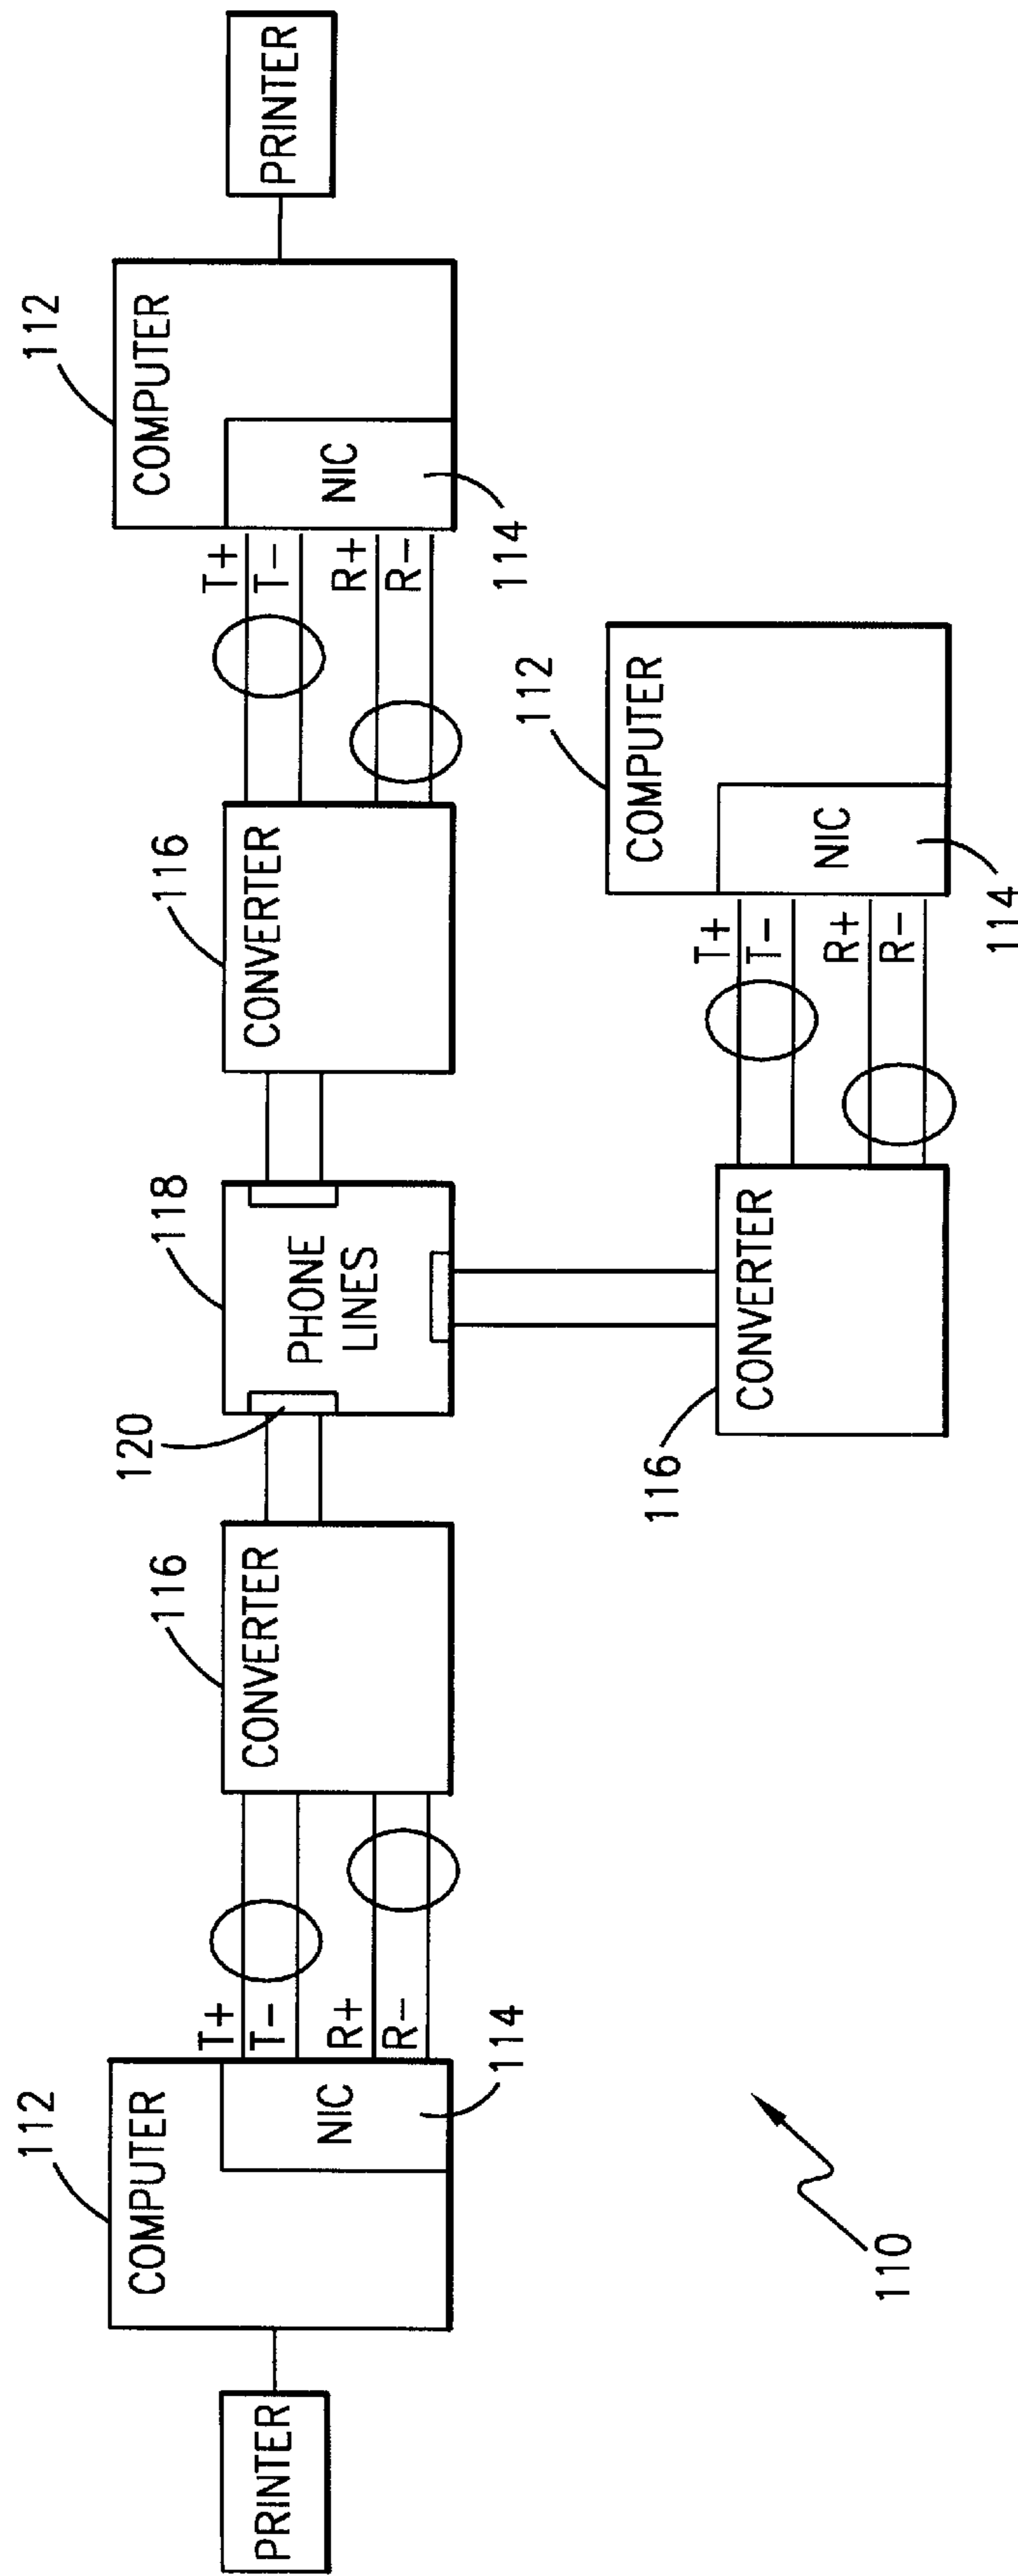 112
112
COMPUTER
116
118
116
COMPUTER
120
PRINTER
NIC
T+
T-
R+
R-
CONVERTER
PHONE
LINES
CONVERTER
T+
T-
R+
R-
NIC
PRINTER
114
114
112
COMPUTER
116
CONVERTER
T+
T-
R+
R-
NIC
114
110